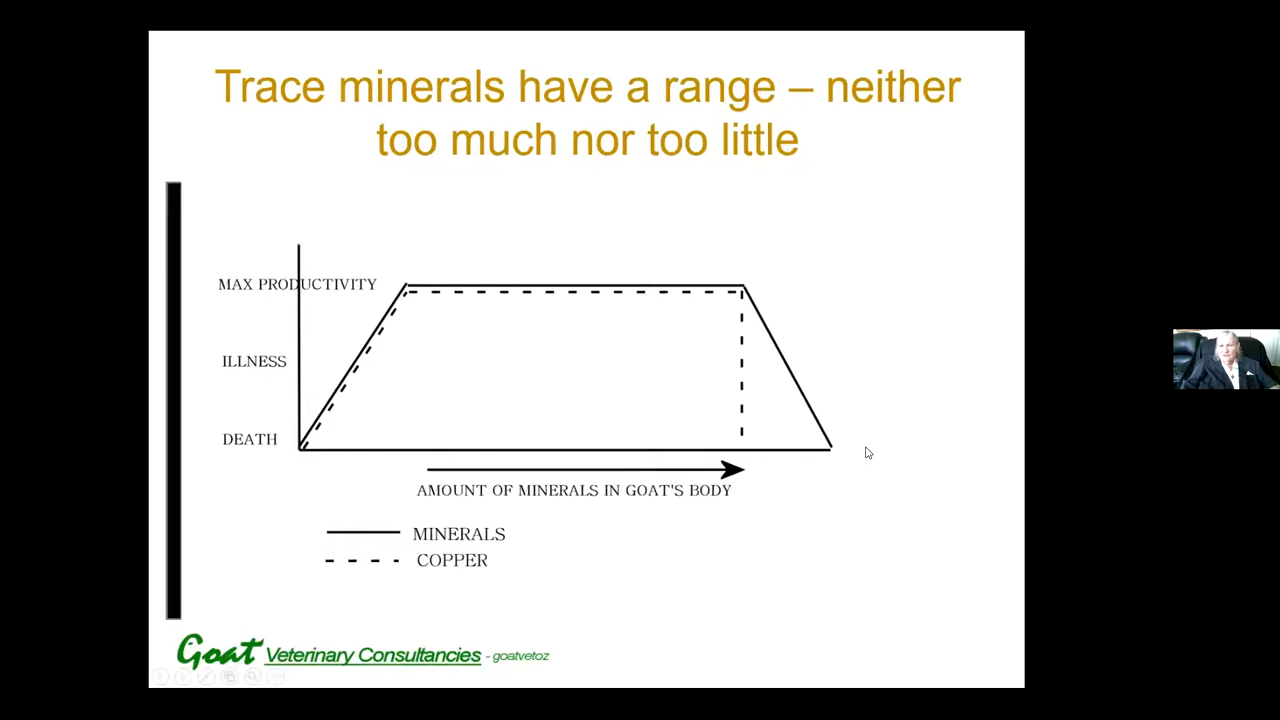 Trace minerals have a range – neither
too much nor too little
MAX PRODUCTIVITY
ILLNESS
DEATH
AMOUNT OF MINERALS IN GOAT'S BODY
MINERALS
COPPER
Goat Veterinary Consultancies - goatvetoz